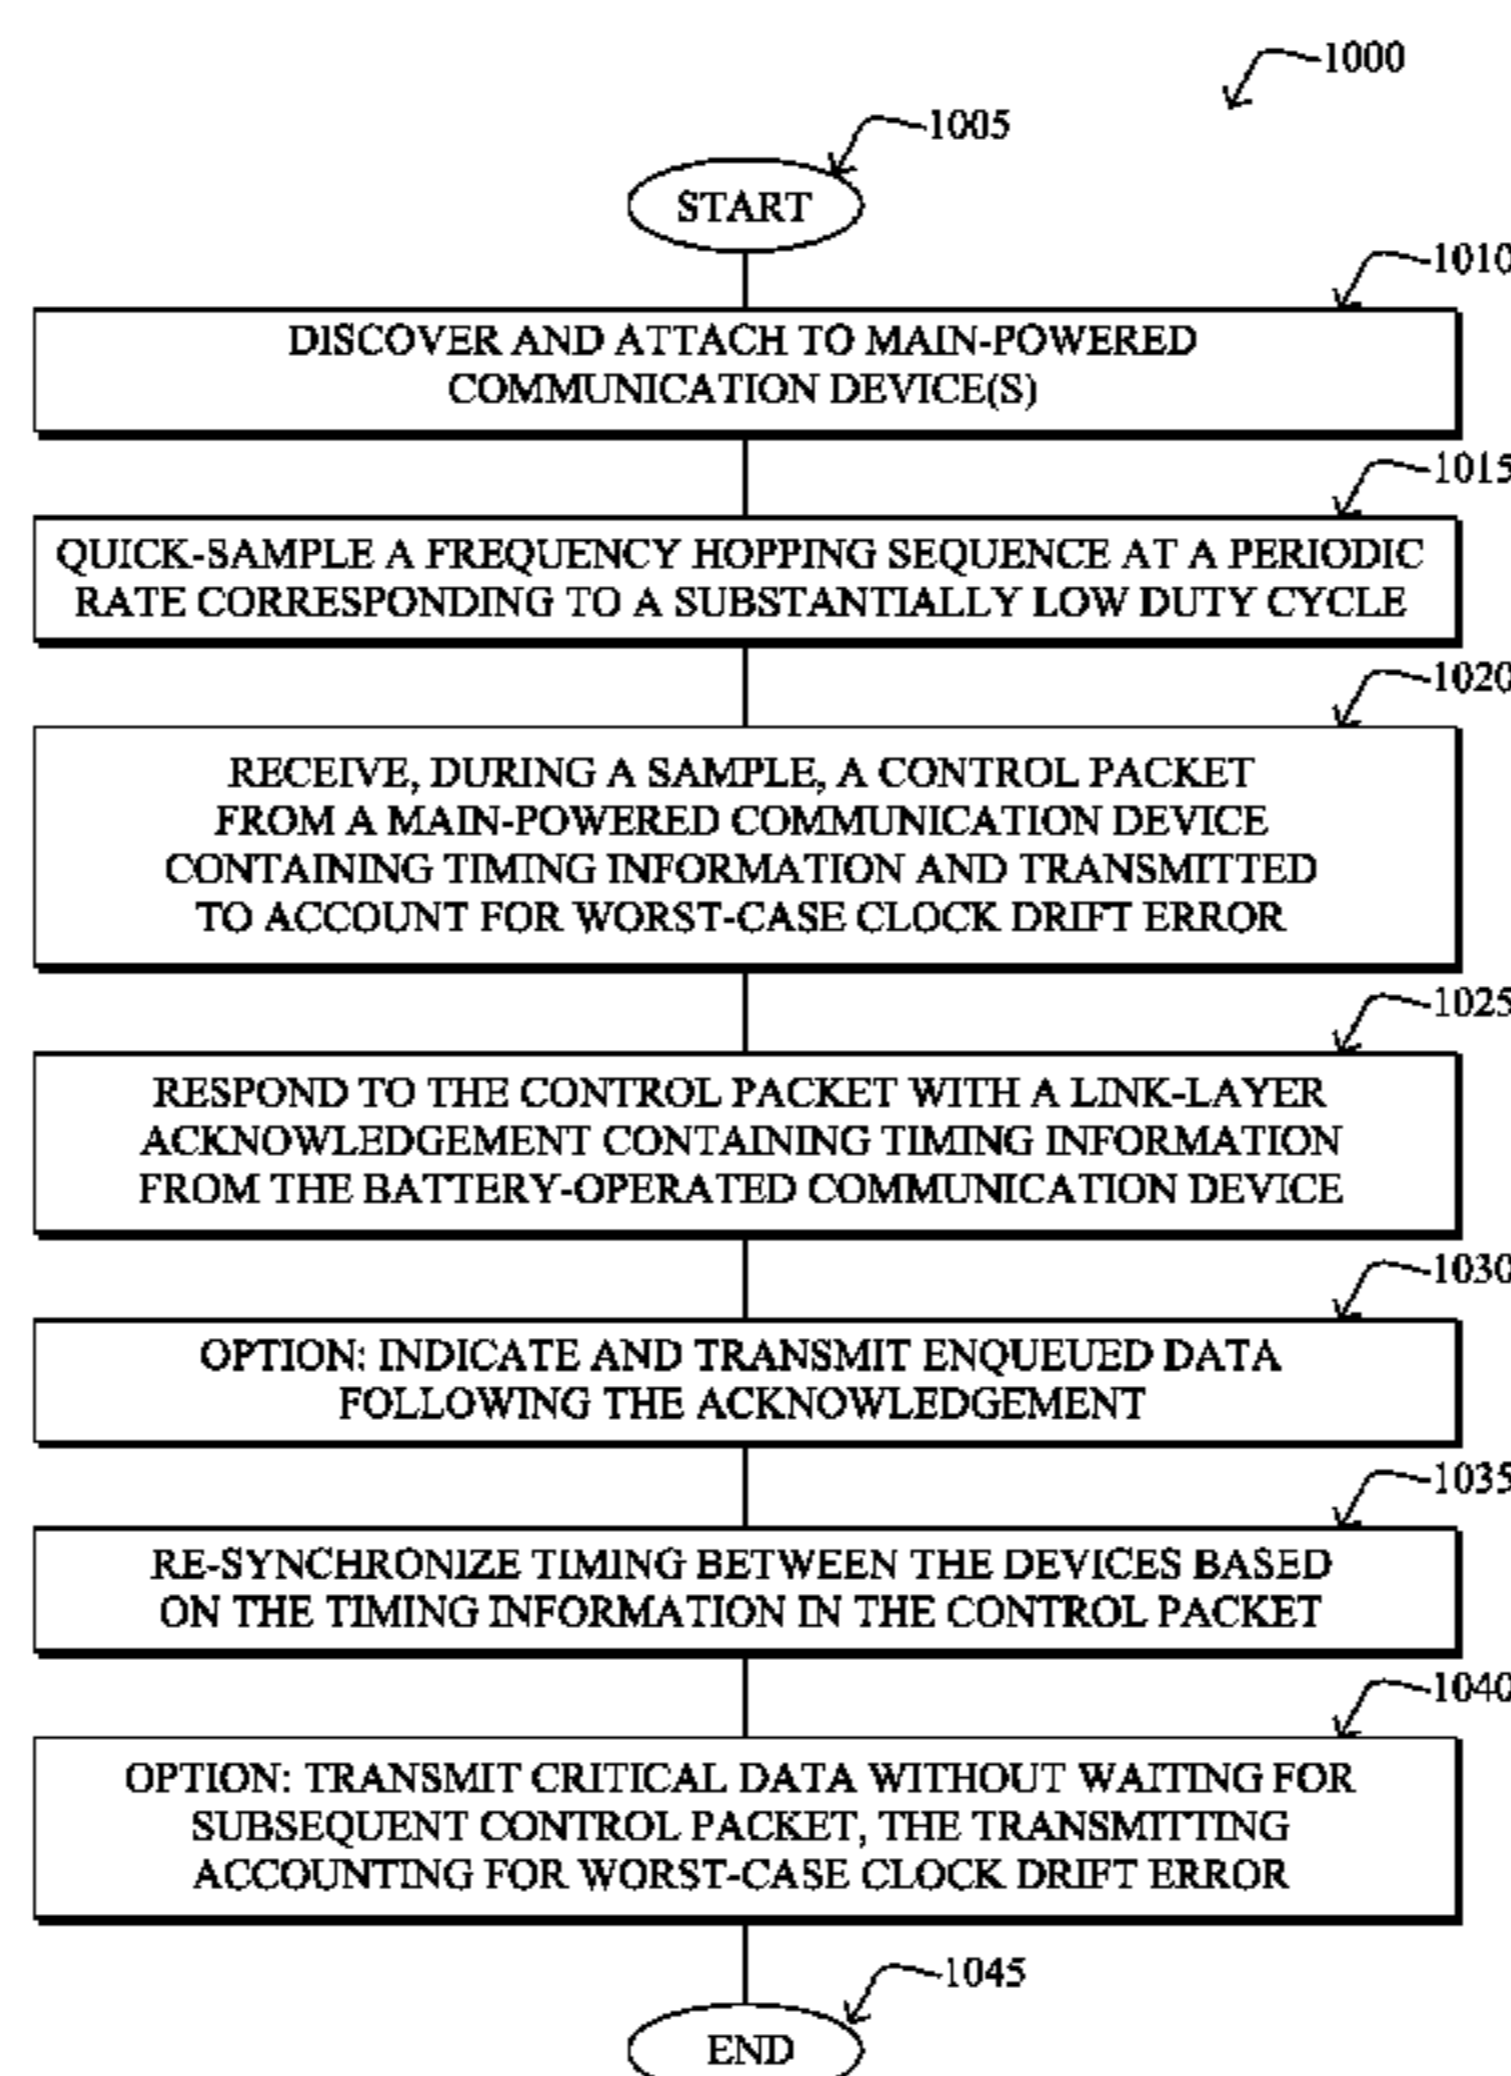 1000
1005
START
1010
DISCOVER AND ATTACH TO MAIN-POWERED
COMMUNICATION DEVICE(S)
1015
QUICK-SAMPLE A FREQUENCY HOPPING SEQUENCE AT A PERIODIC
RATE CORRESPONDING TO A SUBSTANTIALLY LOW DUTY CYCLE
1020
RECEIVE, DURING A SAMPLE, A CONTROL PACKET
FROM A MAIN-POWERED COMMUNICATION DEVICE
CONTAINING TIMING INFORMATION AND TRANSMITTED
TO ACCOUNT FOR WORST-CASE CLOCK DRIFT ERROR
1025
RESPOND TO THE CONTROL PACKET WITH A LINK-LAYER
ACKNOWLEDGEMENT CONTAINING TIMING INFORMATION
FROM THE BATTERY-OPERATED COMMUNICATION DEVICE
1030
OPTION: INDICATE AND TRANSMIT ENQUEUED DATA
FOLLOWING THE ACKNOWLEDGEMENT
1035
RE-SYNCHRONIZE TIMING BETWEEN THE DEVICES BASED
ON THE TIMING INFORMATION IN THE CONTROL PACKET
1040
OPTION: TRANSMIT CRITICAL DATA WITHOUT WAITING FOR
SUBSEQUENT CONTROL PACKET, THE TRANSMITTING
ACCOUNTING FOR WORST-CASE CLOCK DRIFT ERROR
1045
END